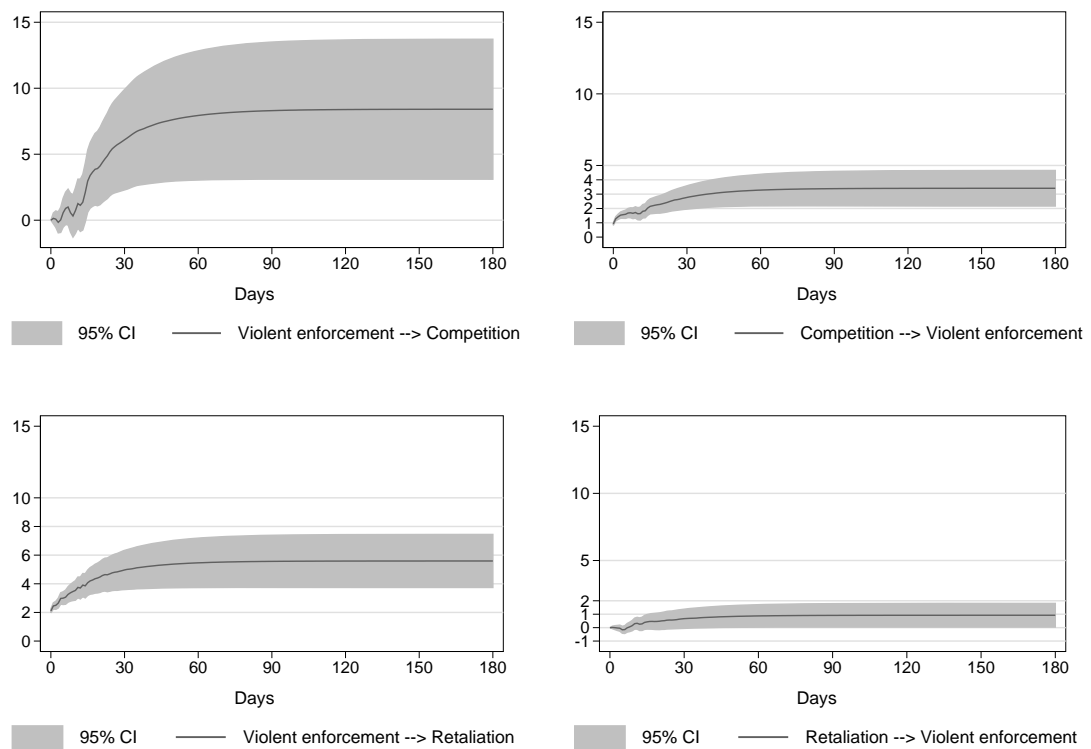 15
10
5
0
0 30 60 90 120 150 180
Days
95% CI Violent enforcement --> Competition
15
10
5
4
3
2
1
0
0 30 60 90 120 150 180
Days
95% CI Competition --> Violent enforcement
15
10
8
6
4
2
0
0 30 60 90 120 150 180
Days
95% CI Violent enforcement --> Retaliation
15
10
5
2
1
0
-1
0 30 60 90 120 150 180
Days
95% CI Retaliation --> Violent enforcement